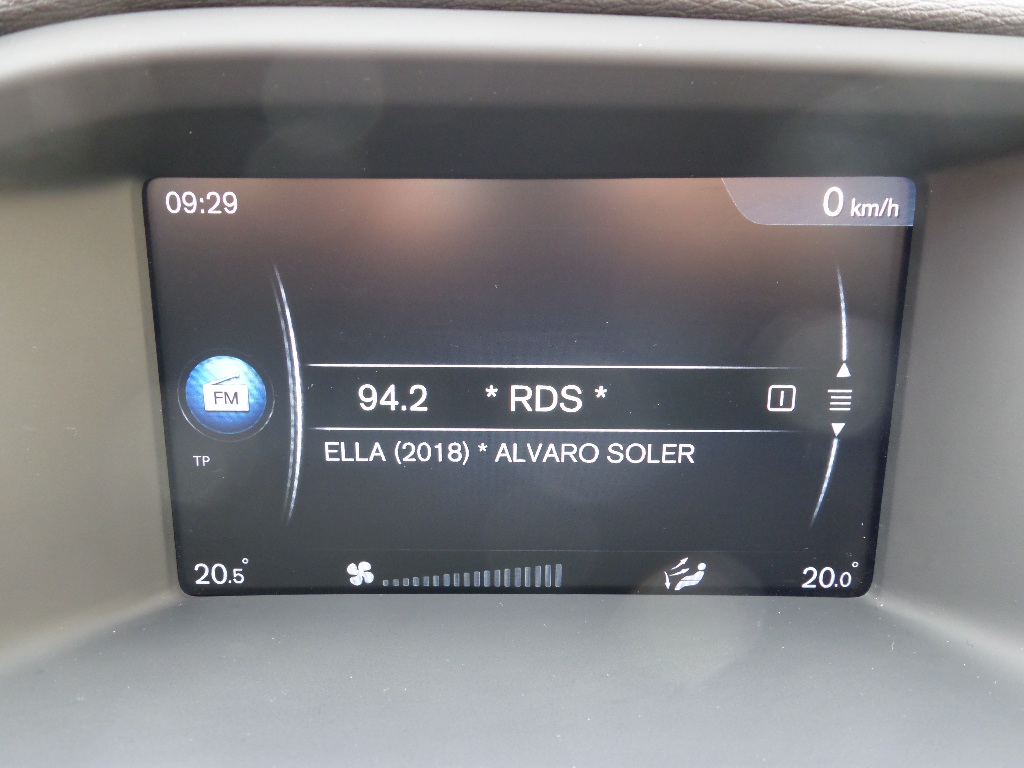 09:29
0 km/h
FM
94.2 * RDS *
TP
ELLA (2018) * ALVARO SOLER
20.5°
20.0°